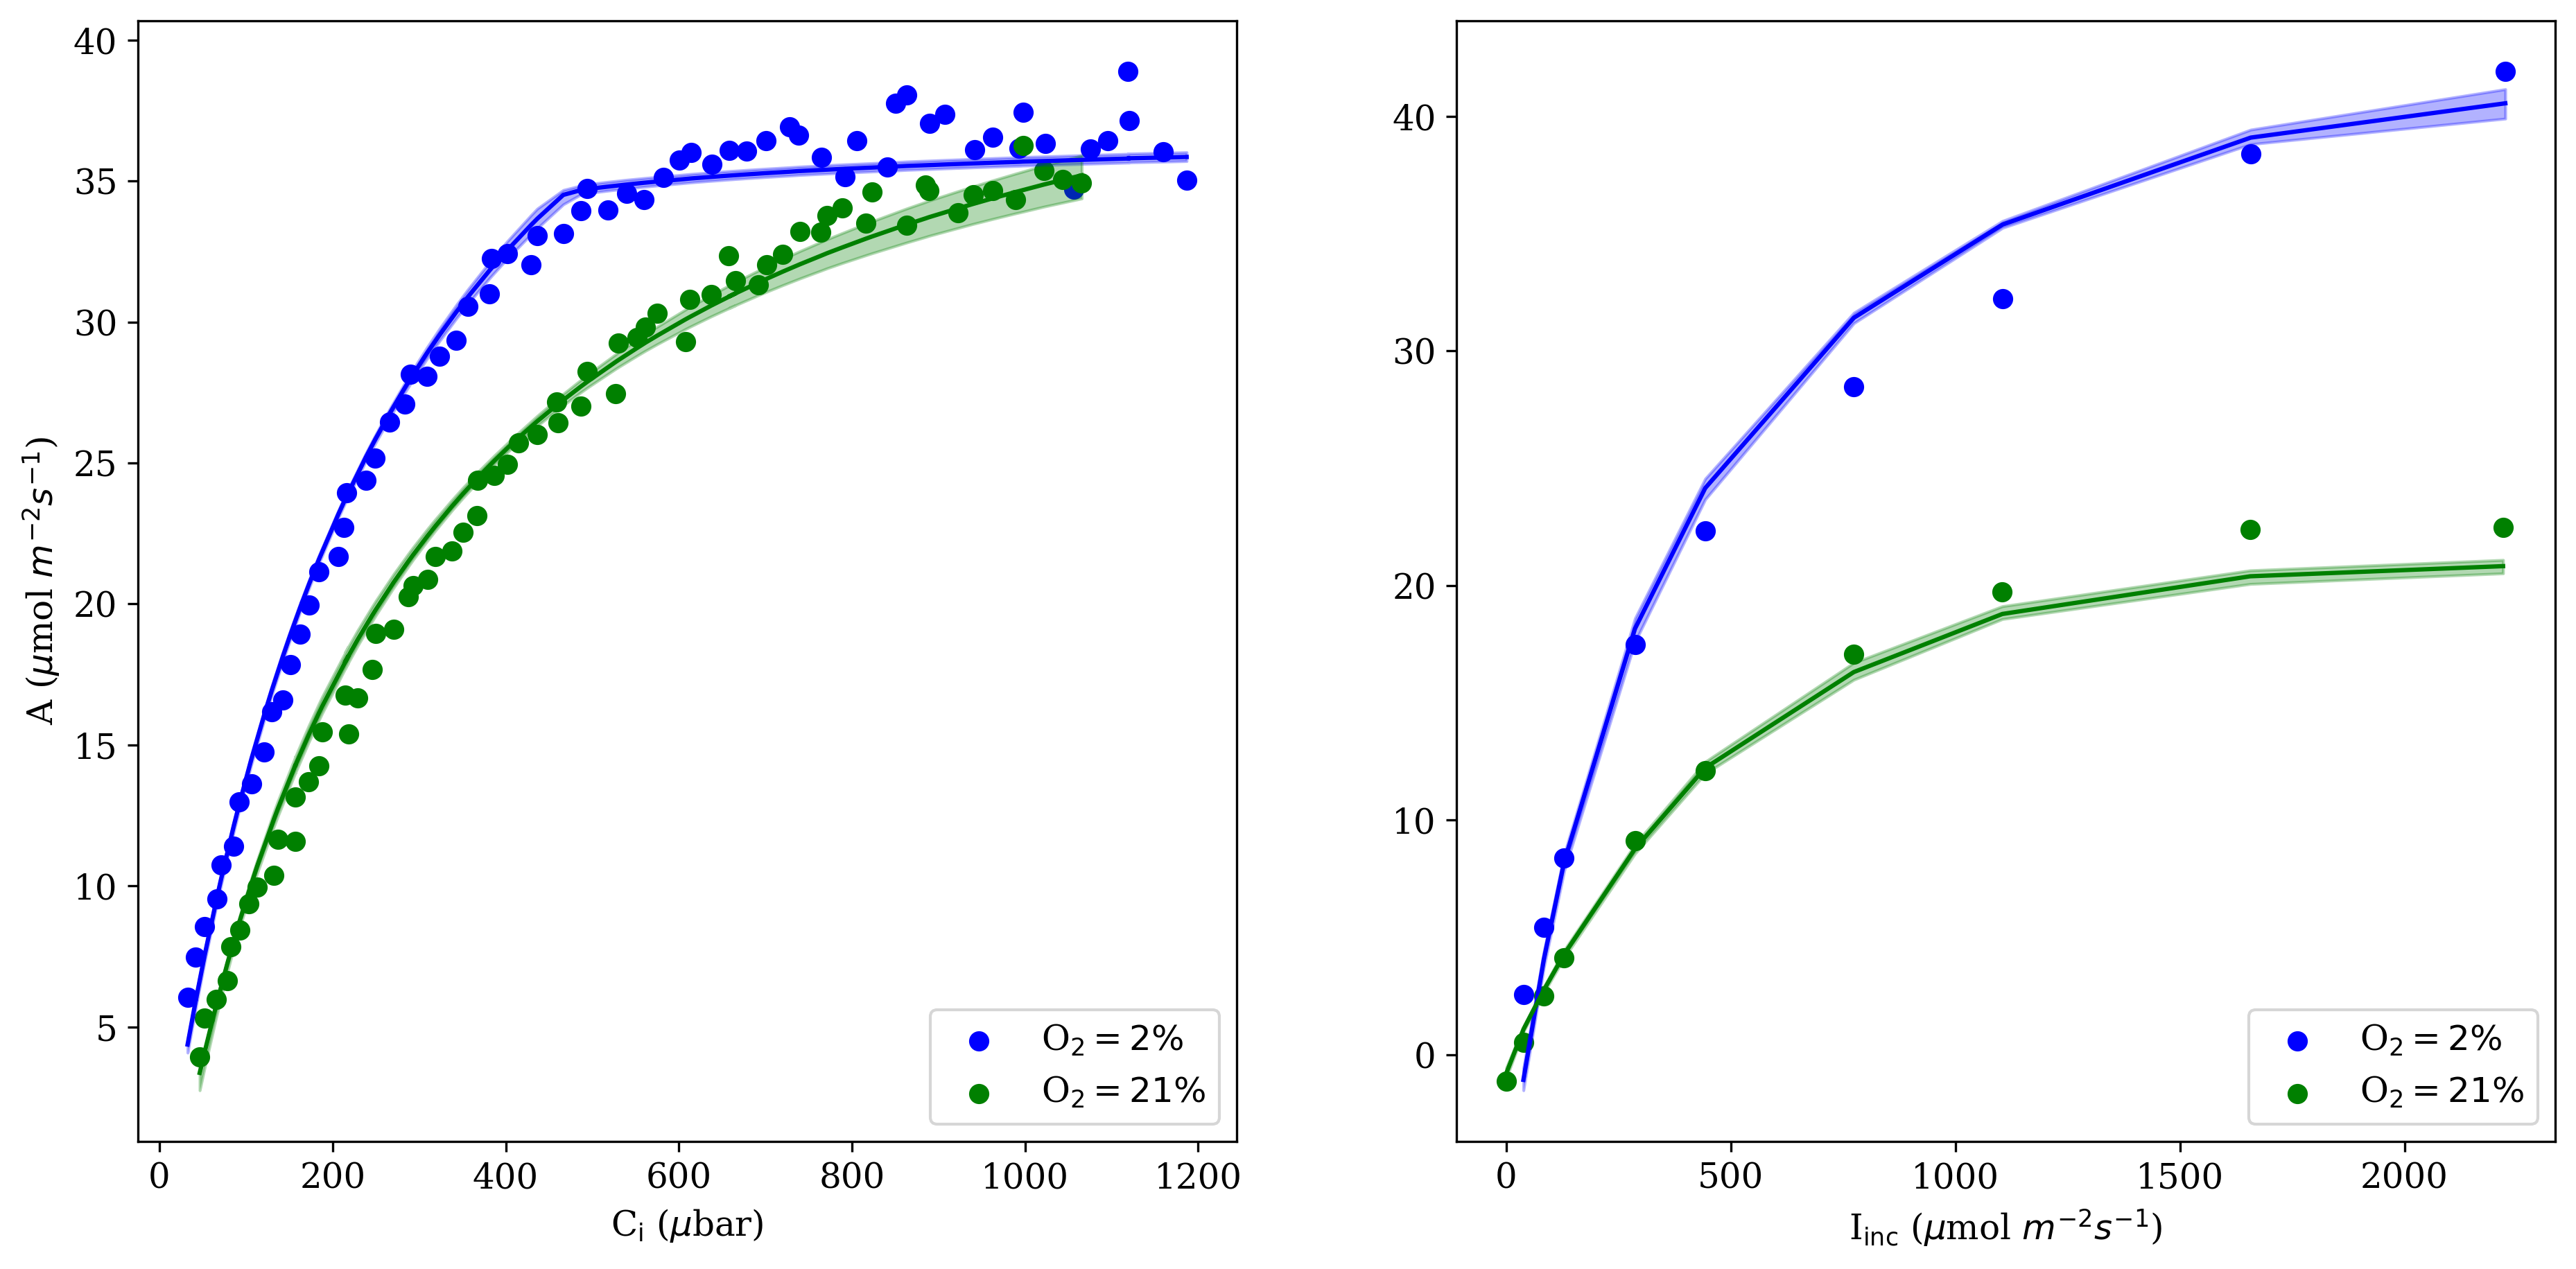 40
35
30
25
20
15
10
5
A (μmol m⁻²s⁻¹)
0 200 400 600 800 1000 1200
C_i (μbar)
O₂ = 2%
O₂ = 21%
40
30
20
10
0
0 500 1000 1500 2000
I_inc (μmol m⁻²s⁻¹)
O₂ = 2%
O₂ = 21%